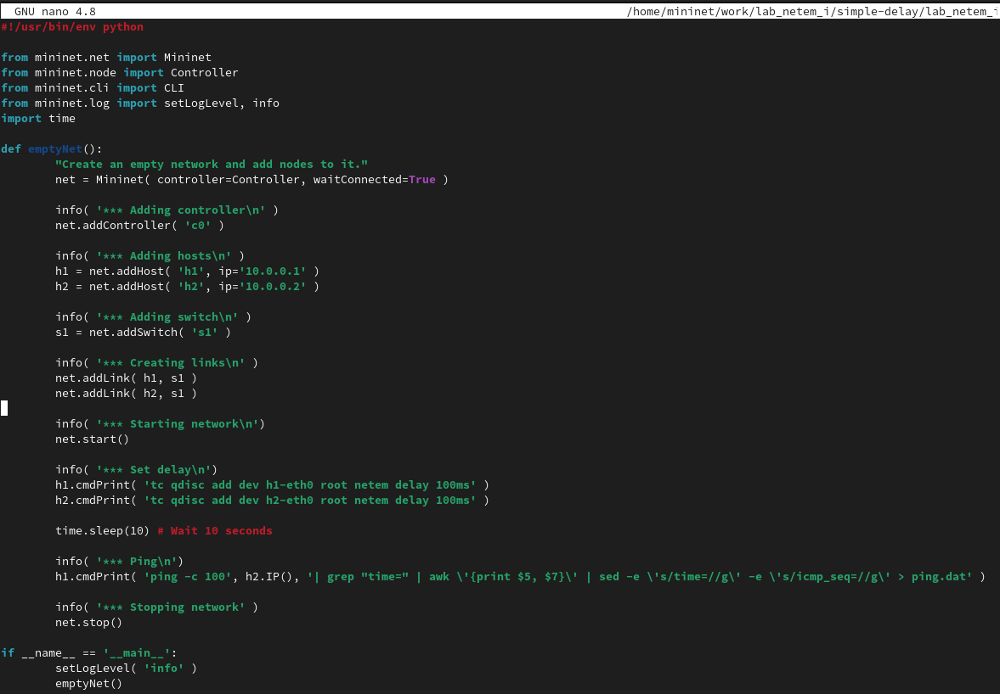 GNU nano 4.8 /home/mininet/work/lab_netem_i/simple-delay/lab_netem_i
#!/usr/bin/env python
from mininet.net import Mininet
from mininet.node import Controller
from mininet.cli import CLI
from mininet.log import setLogLevel, info
import time
def emptyNet():
"Create an empty network and add nodes to it."
net = Mininet( controller=Controller, waitConnected=True )
info( '*** Adding controller\n' )
net.addController( 'c0' )
info( '*** Adding hosts\n' )
h1 = net.addHost( 'h1', ip='10.0.0.1' )
h2 = net.addHost( 'h2', ip='10.0.0.2' )
info( '*** Adding switch\n' )
s1 = net.addSwitch( 's1' )
info( '*** Creating links\n' )
net.addLink( h1, s1 )
net.addLink( h2, s1 )
info( '*** Starting network\n')
net.start()
info( '*** Set delay\n')
h1.cmdPrint( 'tc qdisc add dev h1-eth0 root netem delay 100ms' )
h2.cmdPrint( 'tc qdisc add dev h2-eth0 root netem delay 100ms' )
time.sleep(10) # Wait 10 seconds
info( '*** Ping\n')
h1.cmdPrint( 'ping -c 100', h2.IP(), '| grep "time=" | awk \'{print $5, $7}\' | sed -e \'s/time=//g\' -e \'s/icmp_seq=//g\' > ping.dat' )
info( '*** Stopping network' )
net.stop()
if __name__ == '__main__':
setLogLevel( 'info' )
emptyNet()